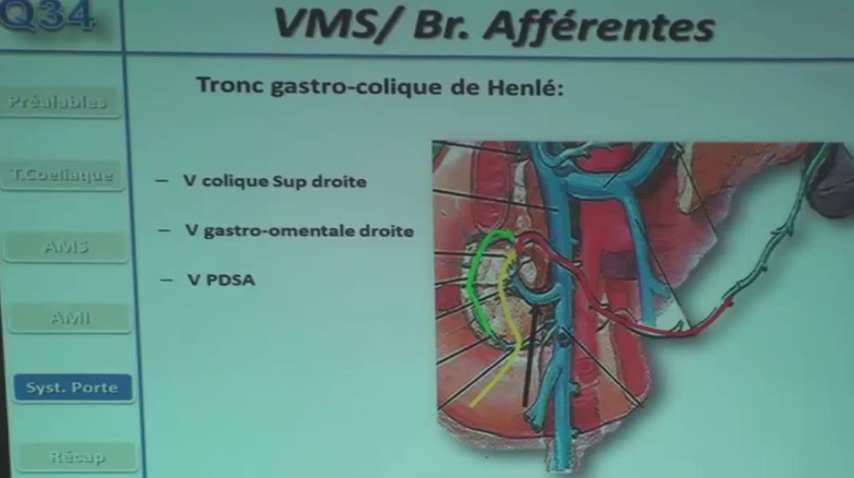 Q34
VMS/ Br. Afférentes
Tronc gastro-colique de Henlé:
Préalables
T.Coeliaque
AMS
AMI
Syst. Porte
Récap
– V colique Sup droite
– V gastro-omentale droite
– V PDSA